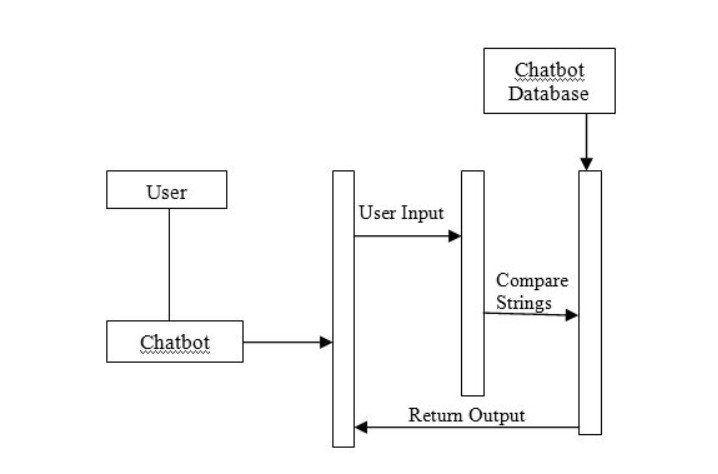 Chatbot
Database
User
User Input
Compare
Strings
Chatbot
Return Output